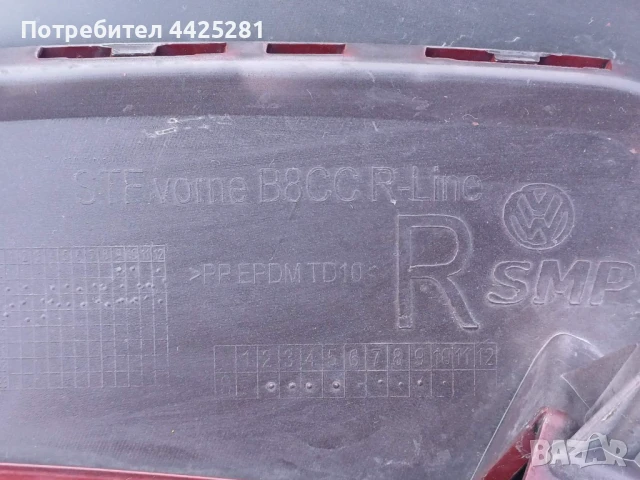 Потребител 4425281
STF vorne B8CC R-Line
R
>PP EPDM TD10<
SMP
1 2 3 4 5 6 7 8 9 10 11 12
BAZAR